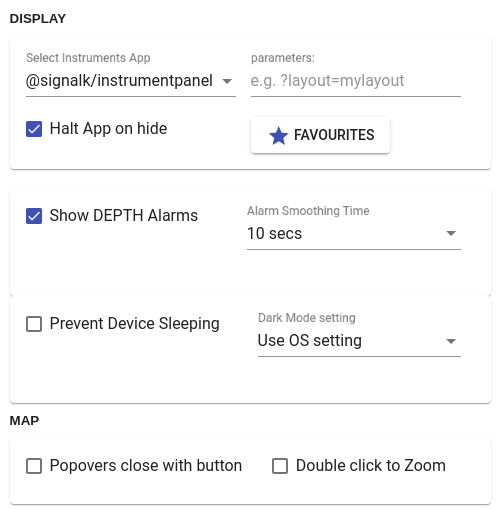 DISPLAY
Select Instruments App
parameters:
@signalk/instrumentpanel
e.g. ?layout=mylayout
Halt App on hide
FAVOURITES
Show DEPTH Alarms
Alarm Smoothing Time
10 secs
Prevent Device Sleeping
Dark Mode setting
Use OS setting
MAP
Popovers close with button
Double click to Zoom